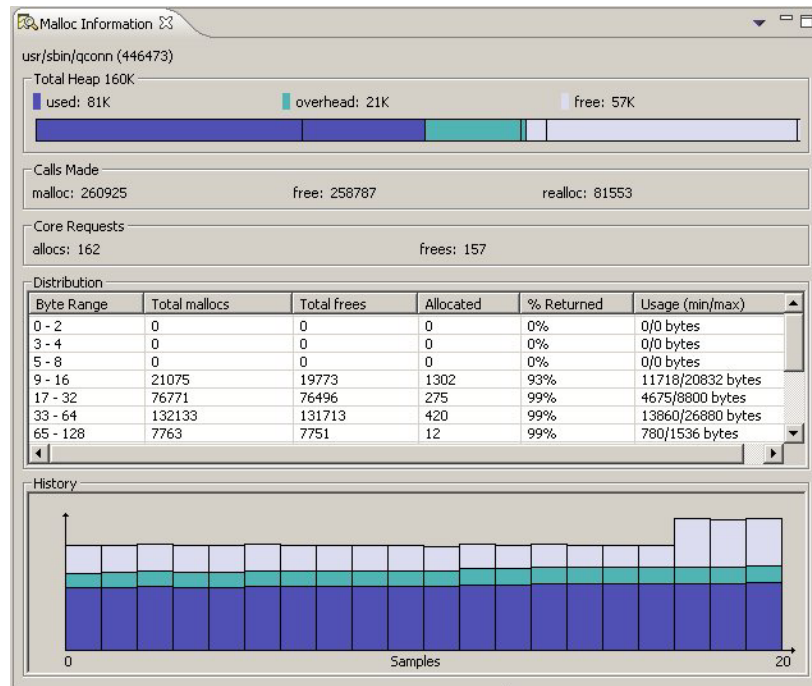 Malloc Information
usr/sbin/qconn (446473)
Total Heap 160K
used: 81K overhead: 21K free: 57K
Calls Made
malloc: 260925 free: 258787 realloc: 81553
Core Requests
allocs: 162 frees: 157
Distribution
Byte Range Total mallocs Total frees Allocated % Returned Usage (min/max)
0 - 2 0 0 0 0% 0/0 bytes
3 - 4 0 0 0 0% 0/0 bytes
5 - 8 0 0 0 0% 0/0 bytes
9 - 16 21075 19773 1302 93% 11718/20832 bytes
17 - 32 76771 76496 275 99% 4675/8800 bytes
33 - 64 132133 131713 420 99% 13860/26880 bytes
65 - 128 7763 7751 12 99% 780/1536 bytes
History
0 Samples 20